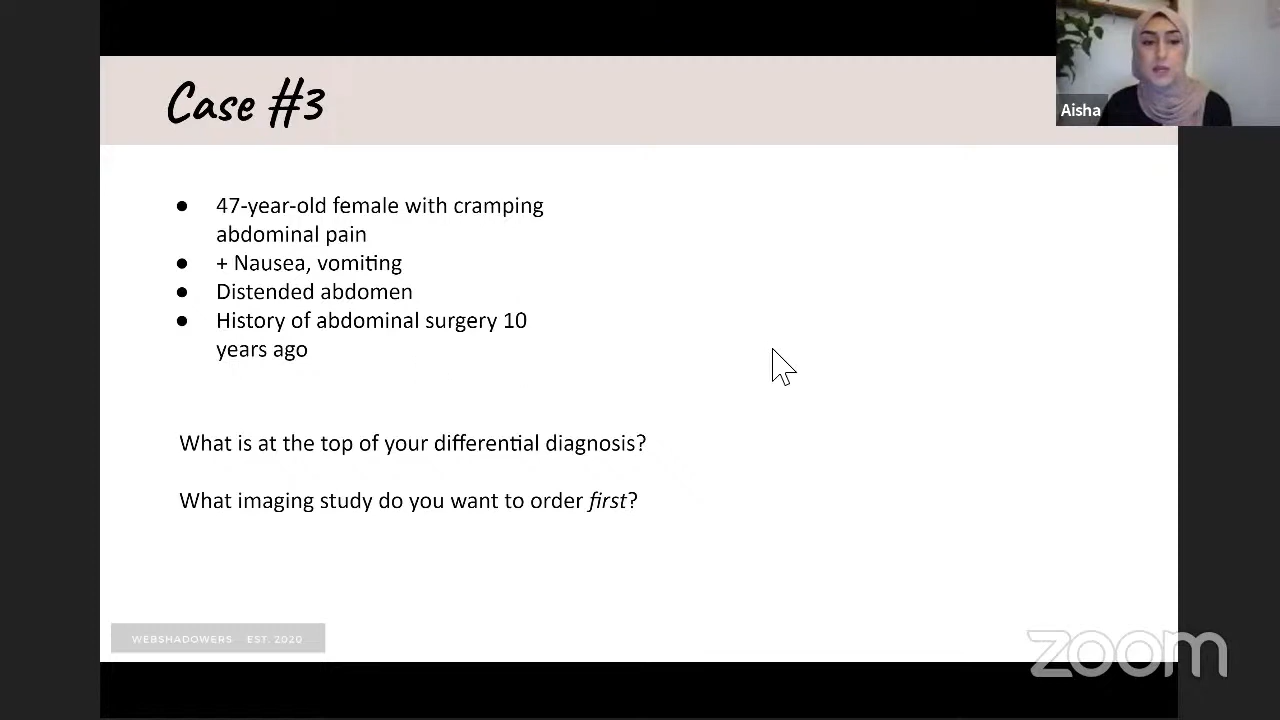 Case #3
Aisha
● 47-year-old female with cramping
abdominal pain
● + Nausea, vomiting
● Distended abdomen
● History of abdominal surgery 10
years ago
What is at the top of your differential diagnosis?
What imaging study do you want to order first?
WEBSHADOWERS EST. 2020
zoom